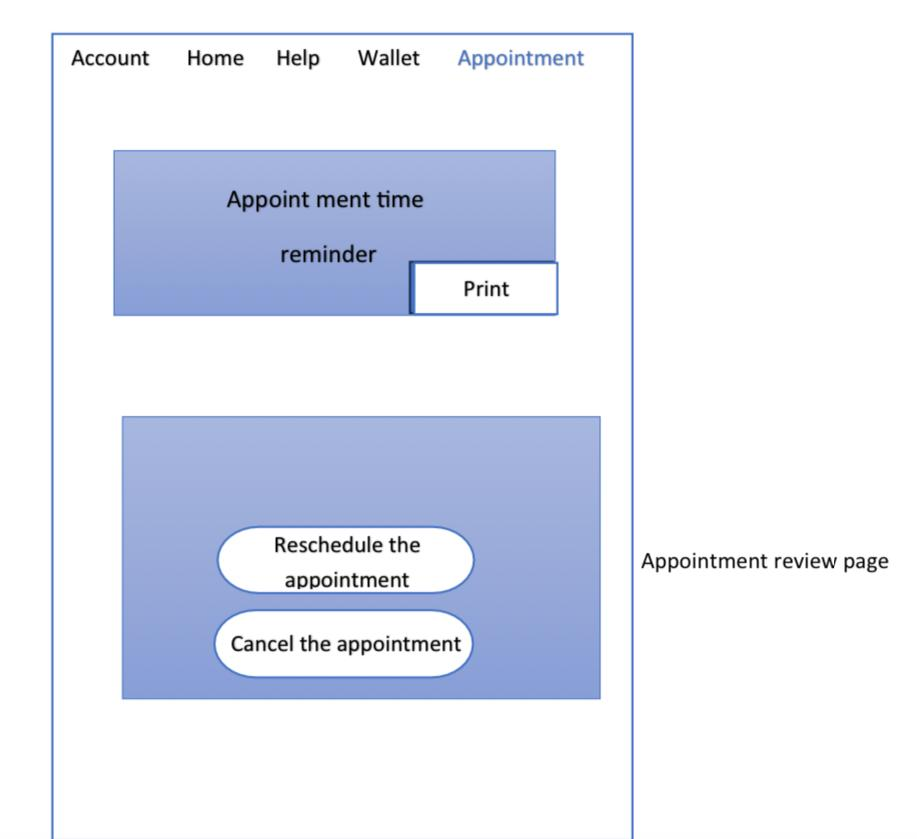 Account Home Help Wallet Appointment
Appoint ment time
reminder
Print
Reschedule the
appointment
Appointment review page
Cancel the appointment